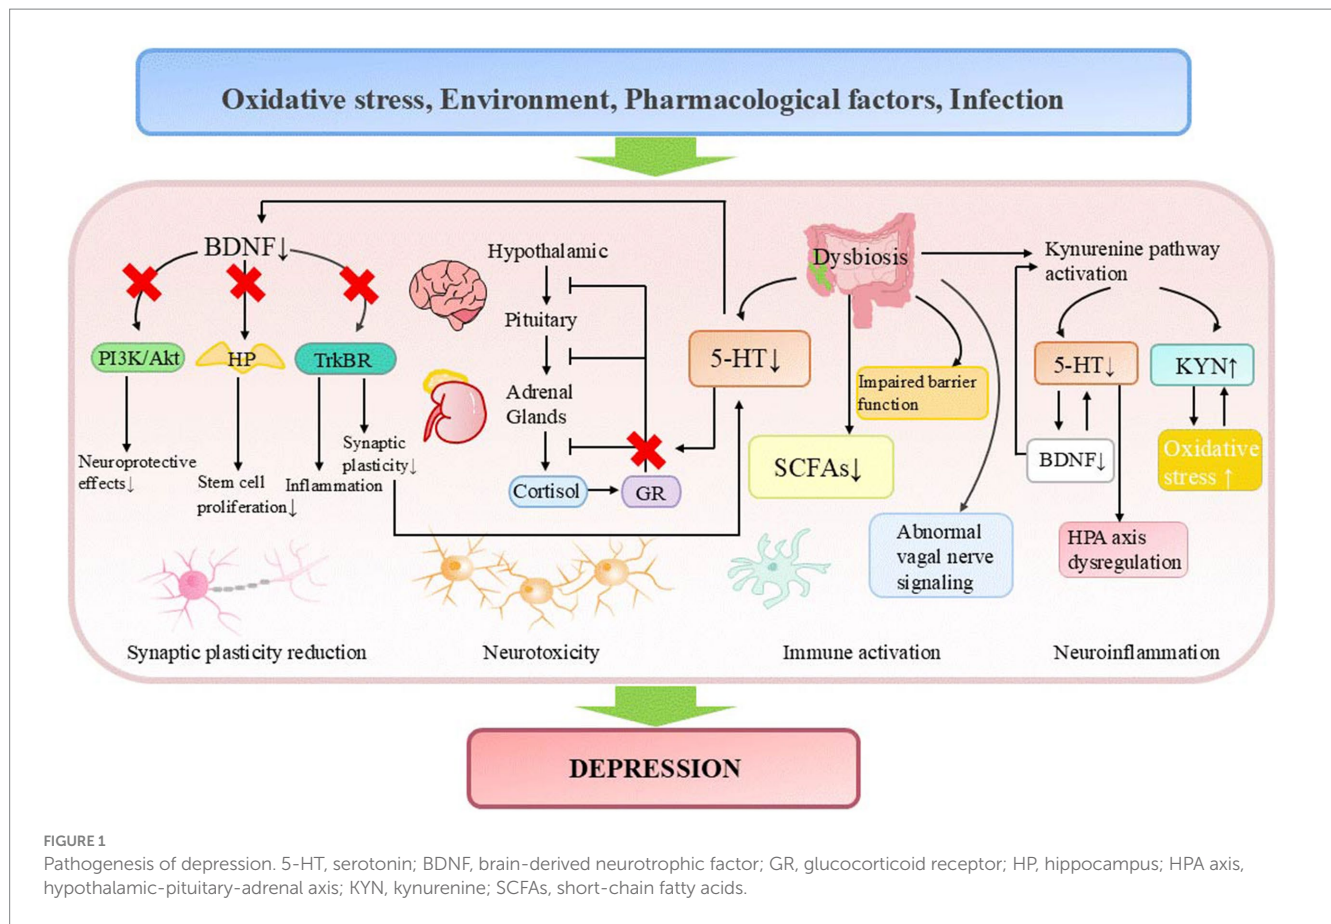 Oxidative stress, Environment, Pharmacological factors, Infection
BDNF↓
PI3K/Akt
HP
TrkBR
Neuroprotective
effects↓
Stem cell
proliferation↓
Inflammation
Synaptic
plasticity↓
Hypothalamic
Pituitary
Adrenal
Glands
Cortisol
GR
5-HT↓
Dysbiosis
SCFAs↓
Impaired barrier
function
Abnormal
vagal nerve
signaling
Kynurenine pathway
activation
5-HT↓
KYN↑
BDNF↓
Oxidative
stress ↑
HPA axis
dysregulation
Synaptic plasticity reduction
Neurotoxicity
Immune activation
Neuroinflammation
DEPRESSION
FIGURE 1
Pathogenesis of depression. 5-HT, serotonin; BDNF, brain-derived neurotrophic factor; GR, glucocorticoid receptor; HP, hippocampus; HPA axis,
hypothalamic-pituitary-adrenal axis; KYN, kynurenine; SCFAs, short-chain fatty acids.